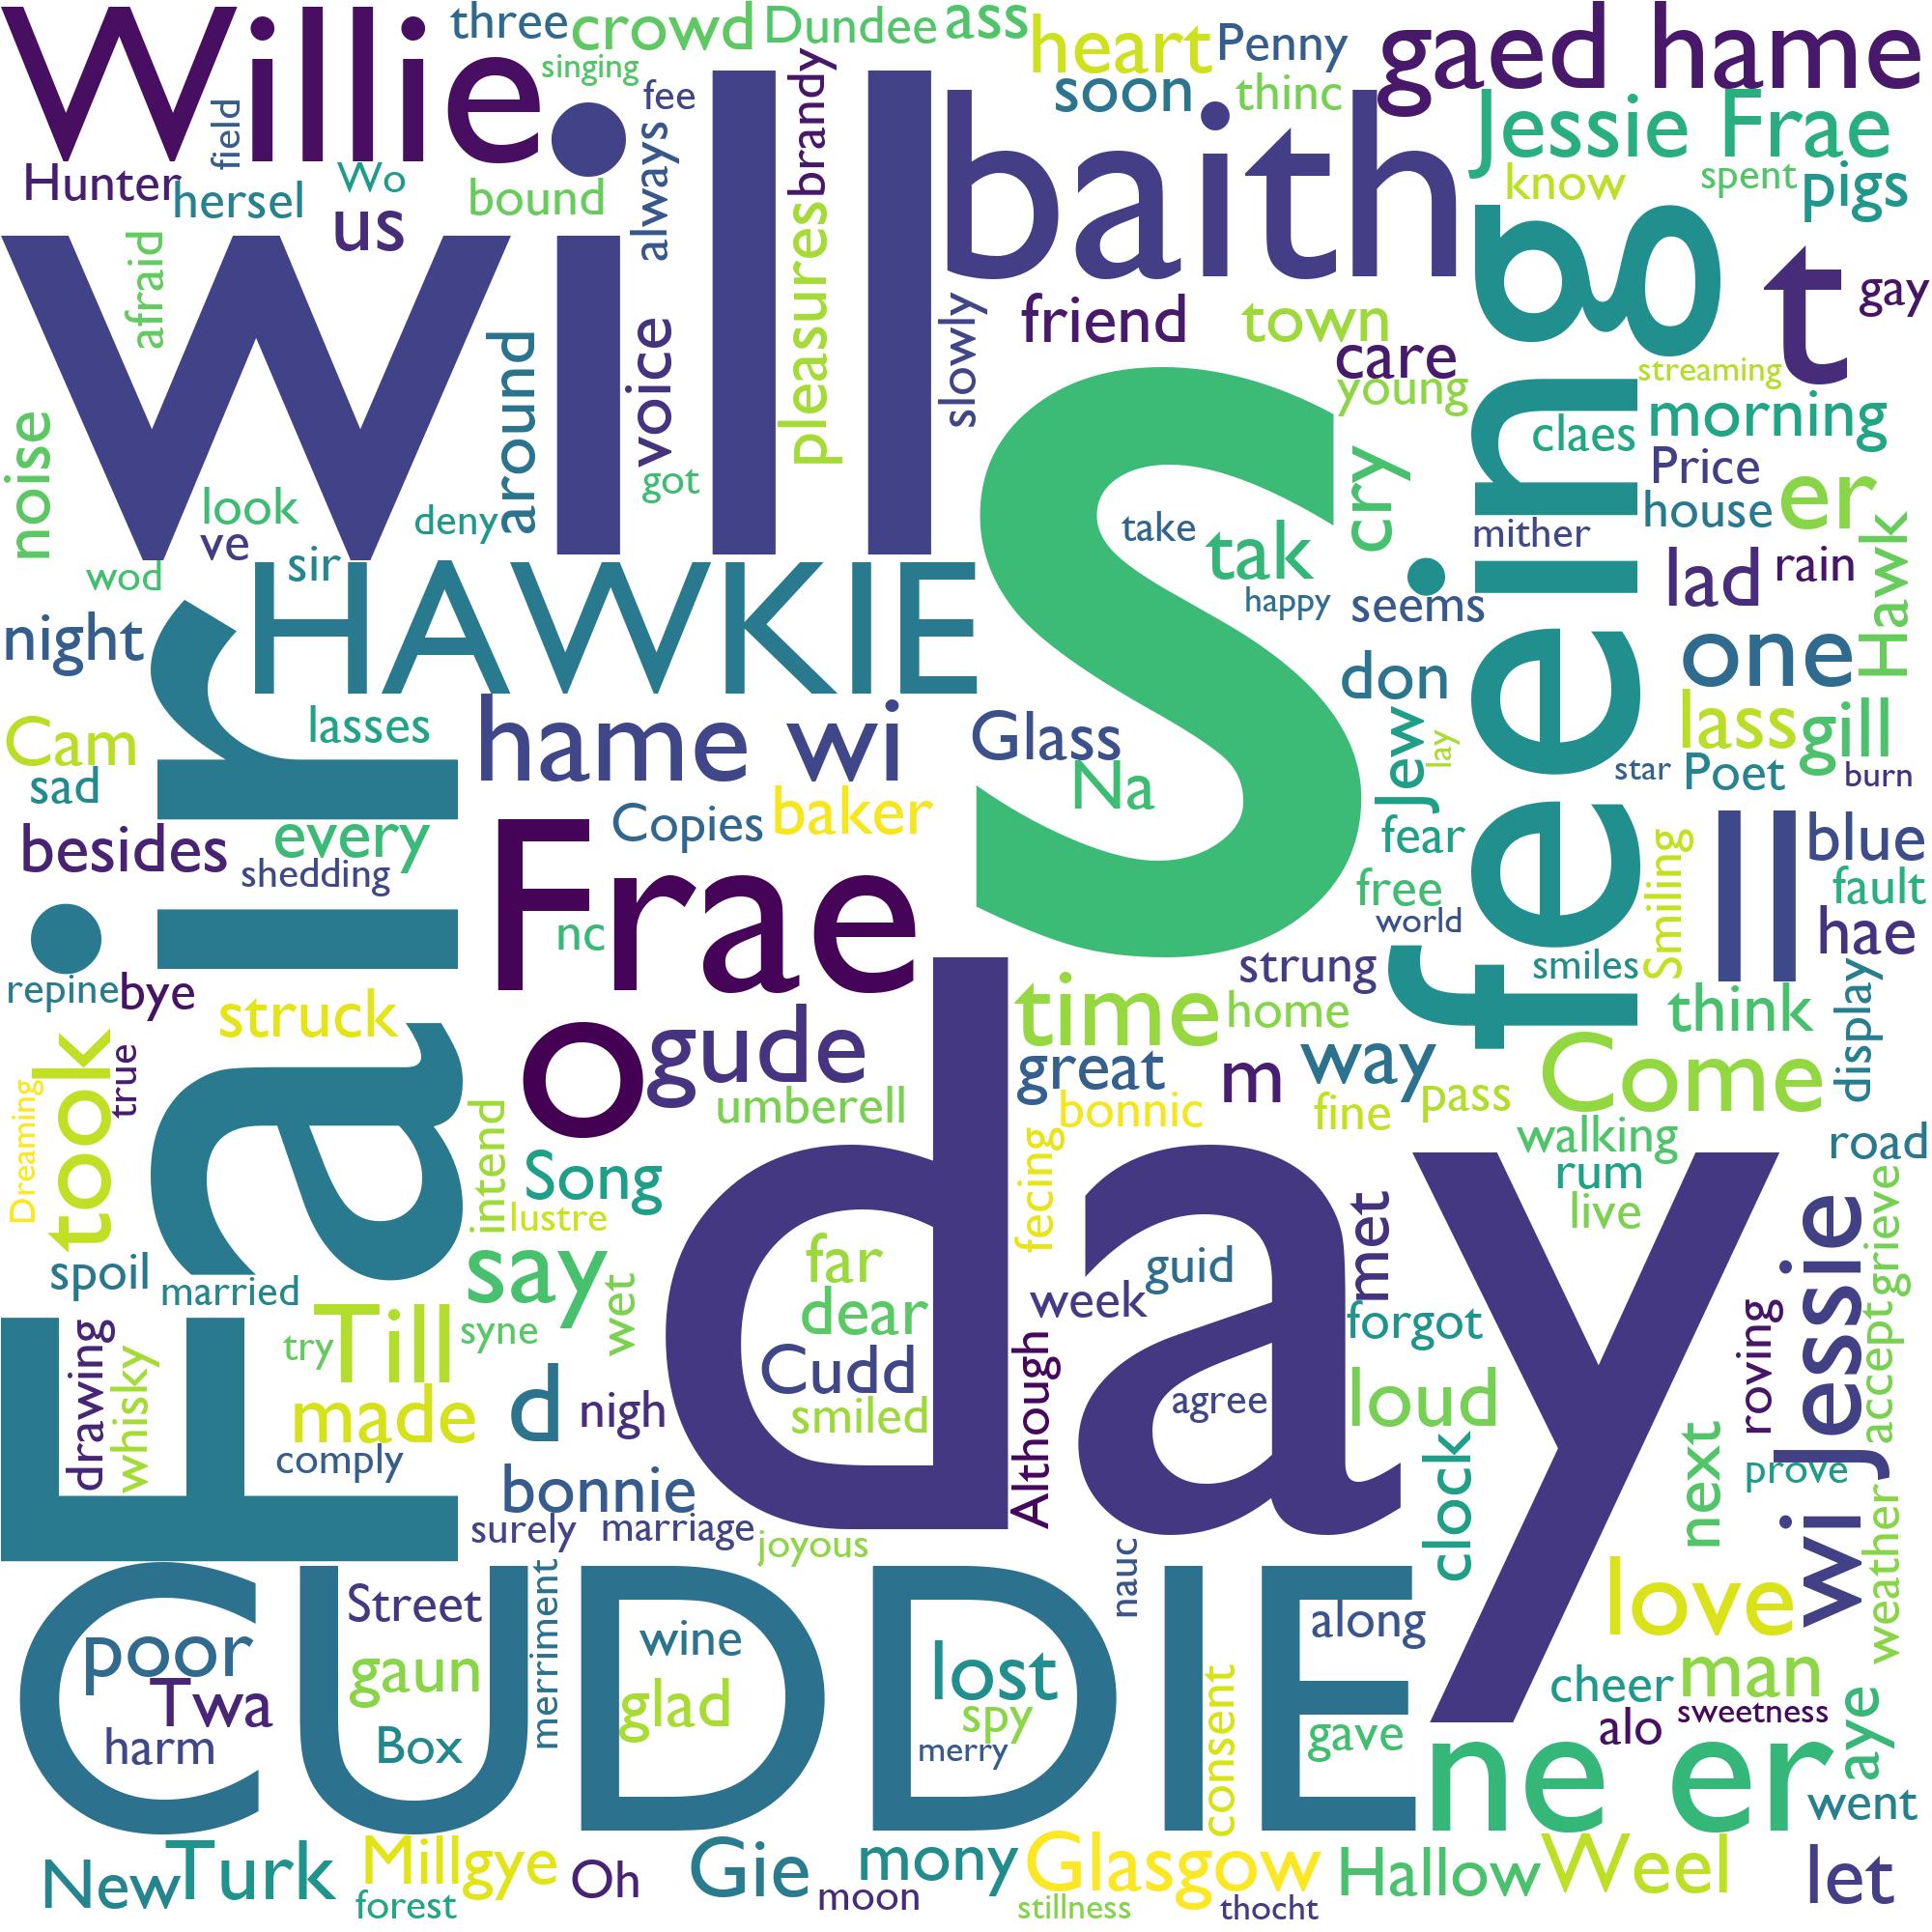 Willie
three
crowd
Dundee
ass
heart
Penny
gaed hame
singing
field
fee
brandy
soon
thinc
Jessie Frae
Hunter
hersel
Wo
us
bound
always
baith
know
spent
pigs
afraid
will
pleasures
slowly
friend
town
care
young
t
gay
streaming
voice
around
noise
look
ve
deny
got
cry
feeling
claes
morning
Price
house
er
S
take
tak
happy
seems
mither
wod
sir
HAWKIE
lad
rain
Hawk
night
Fair
lasses
hame wi
Glass
Na
don
Jew
lay
one
lass
gill
star
Poet
burn
Cam
sad
besides
every
shedding
Copies
baker
fear
free
world
Smiling
ll
blue
fault
hae
i
repine
bye
Frae
nc
strung
smiles
struck
took
true
Dreaming
o
gude
umberell
time
home
great
m
way
bonnic
fine
pass
think
display
Come
walking
rum
live
road
intend
Song
lustre
fecing
day
say
wet
far
dear
guid
week
met
forgot
grieve
spoil
married
drawing
whisky
try
Till
syne
made
comply
d
nigh
Cudd
smiled
Although
agree
loud
clock
next
roving
accept
wi Jessie
prove
bonnie
surely
marriage
joyous
nauc
weather
CUDDIE
Street
merriment
poor
Twa
gaun
harm
Box
wine
glad
lost
spy
merry
consent
along
gave
love
cheer
man
alo
sweetness
aye
ne er
went
New
Turk
Millgye
forest
Oh
Gie
moon
mony
Glasgow
stillness
thocht
Hallow
Weel
let